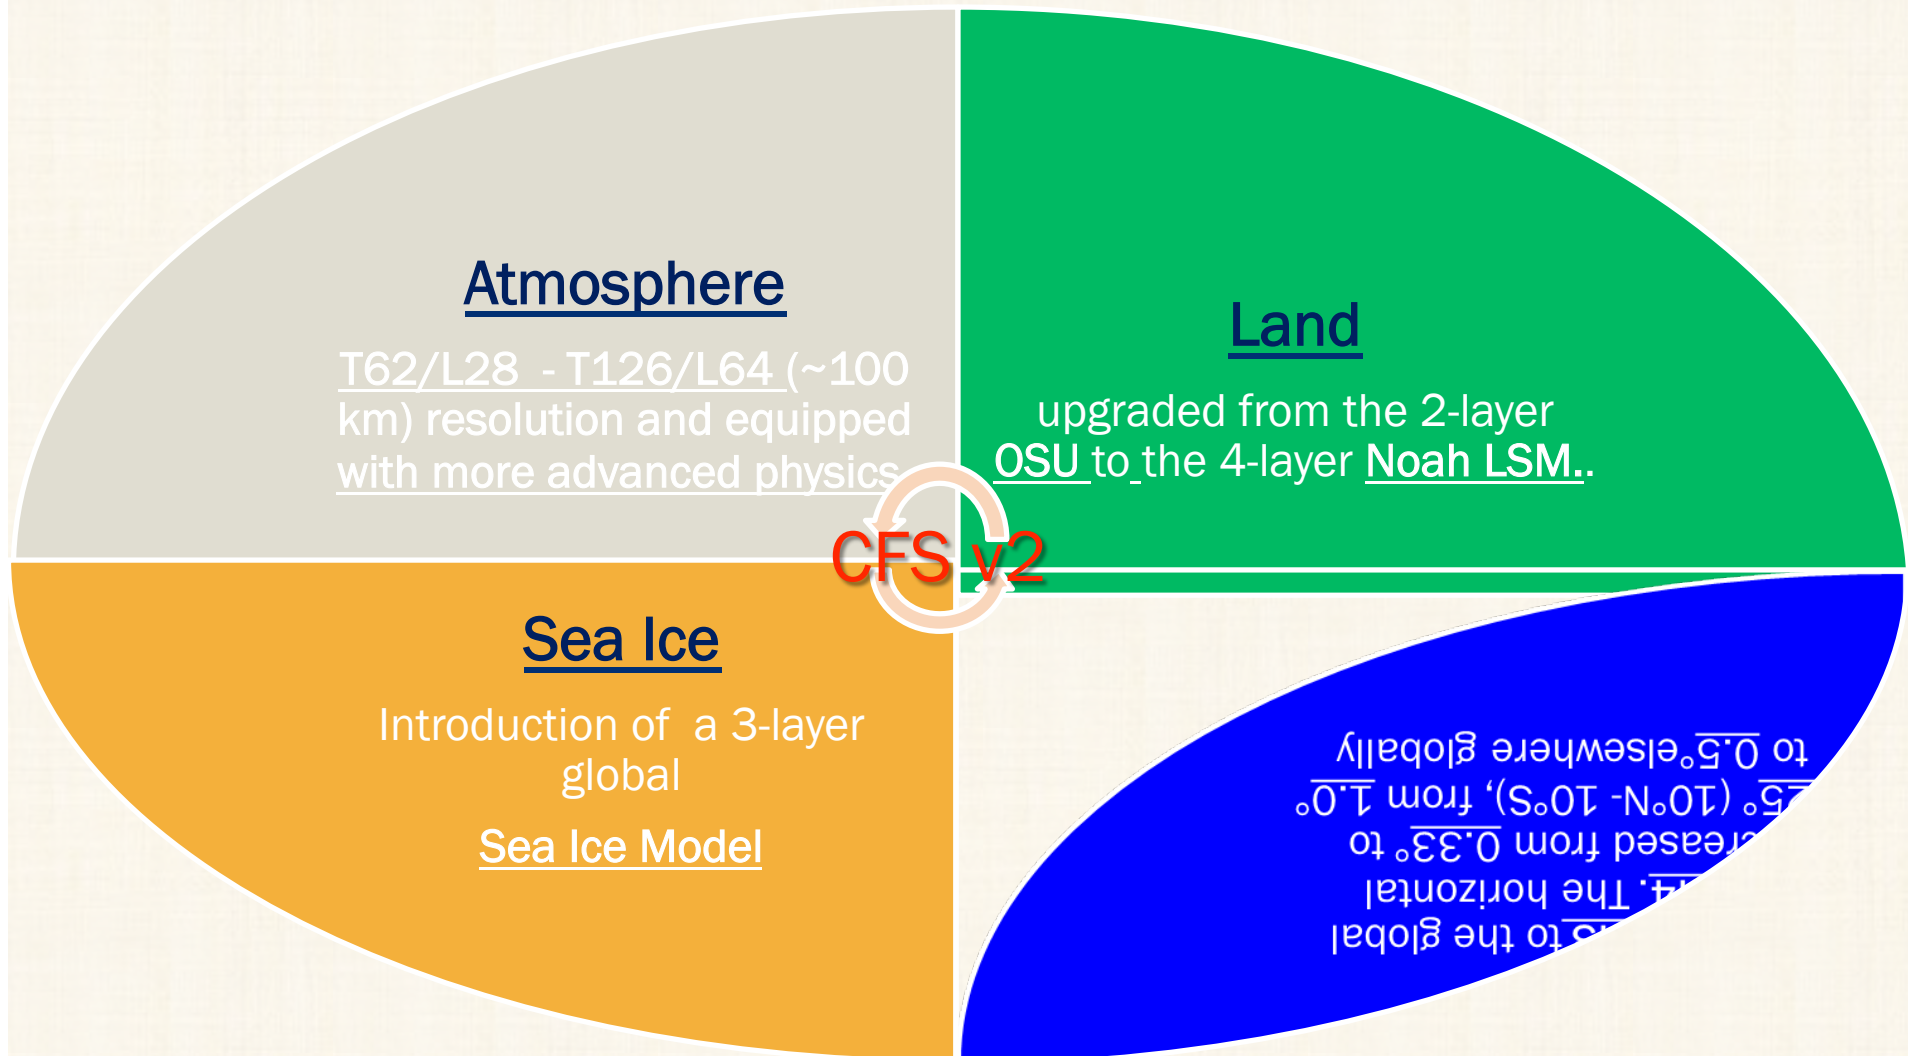 Atmosphere
T62/L28 - T126/L64 (~100
km) resolution and equipped
with more advanced physics
Land
upgraded from the 2-layer
OSU to the 4-layer Noah LSM..
CFS v2
Sea Ice
Introduction of a 3-layer
global
Sea Ice Model
to the global
The horizontal
from 0.33° to
(10°N- 10°S), from 1.0°
to 0.5°elsewhere globally